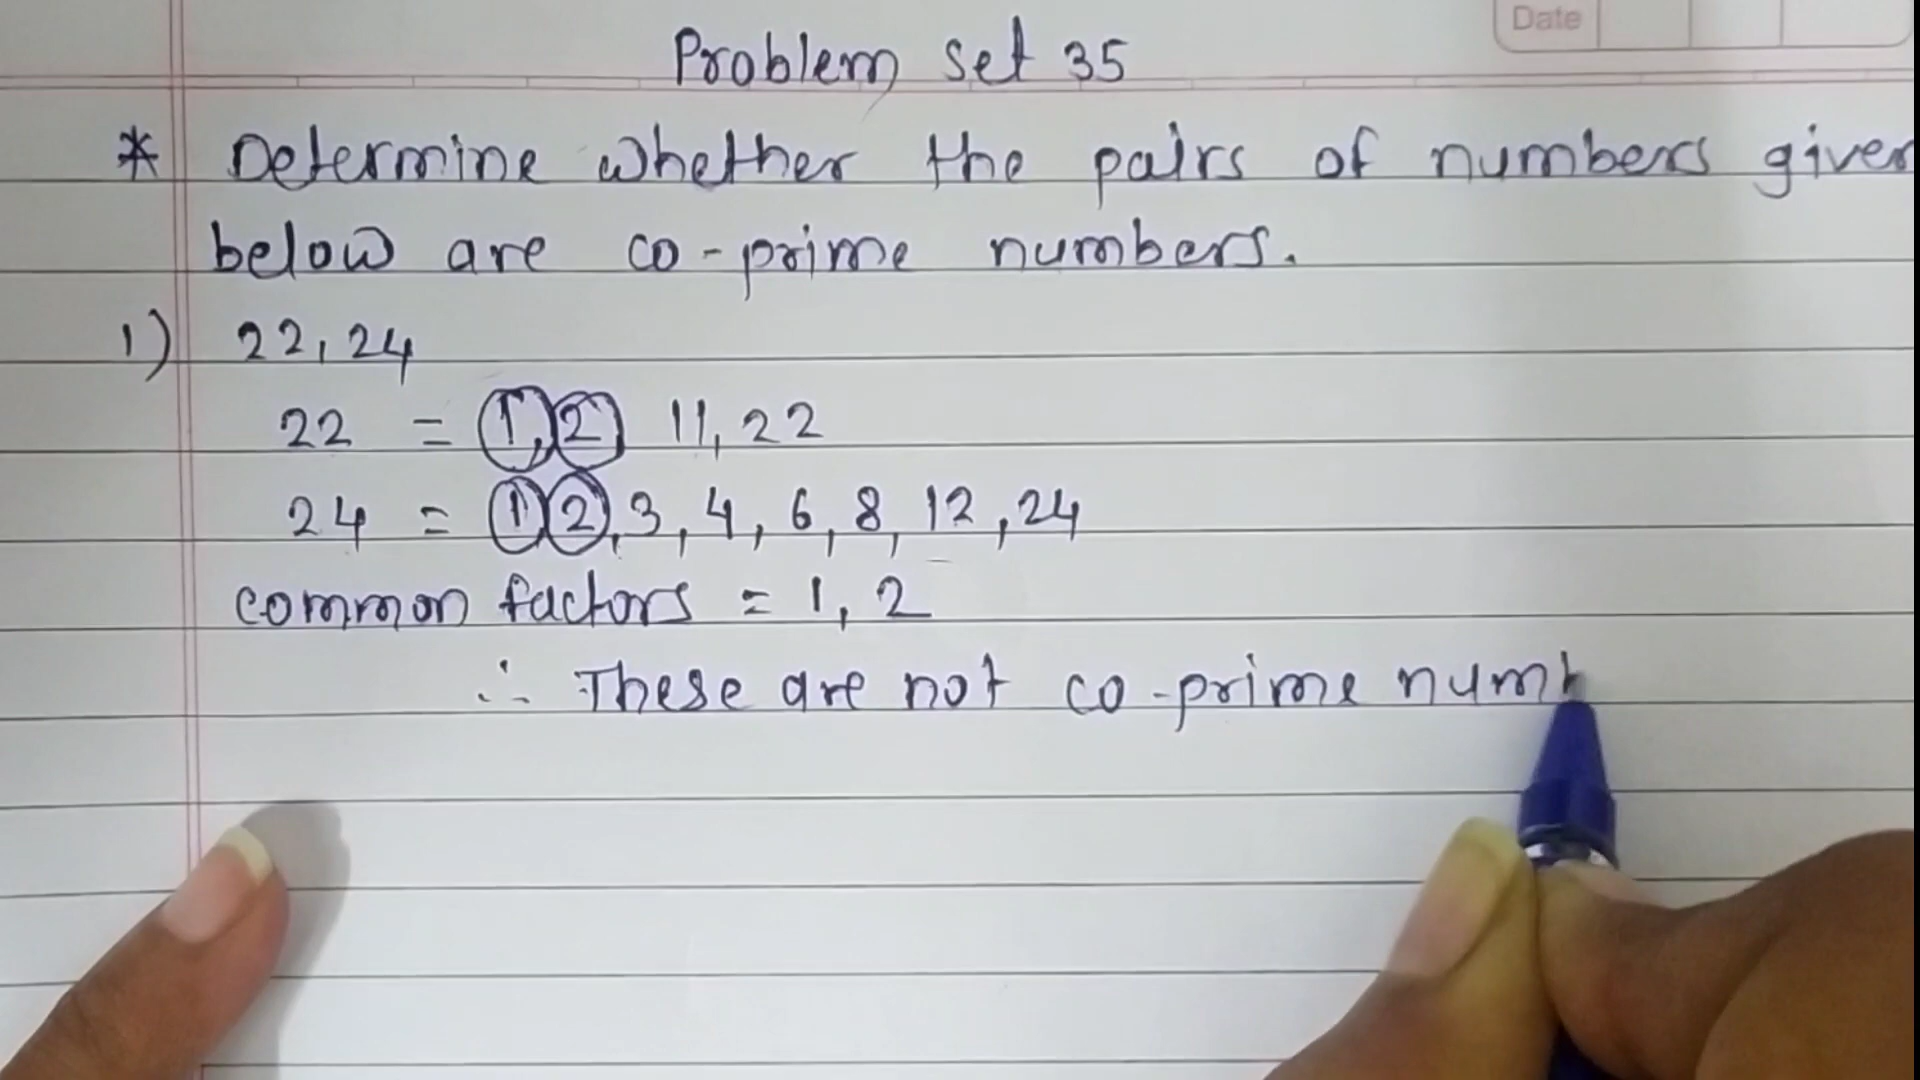 Date
Problem set 35
* Determine whether the pairs of numbers given
below are co-prime numbers.
1) 22, 24
22 = 1, 2, 11, 22
24 = 1 2, 3, 4, 6, 8, 12, 24
common factors = 1, 2
∴ These are not co-prime numb